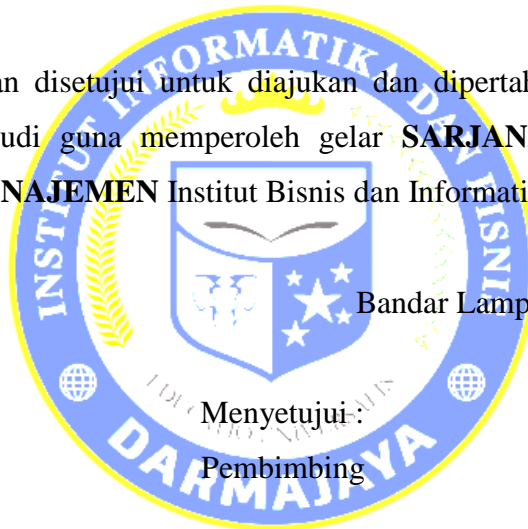 INSTITUT INFORMATIKA DAN BISNIS
an disetujui untuk diajukan dan dipertah
udi guna memperoleh gelar SARJAN
NAJEMEN Institut Bisnis dan Informati
Bandar Lamp
Menyetujui :
Pembimbing
DARMAJAYA